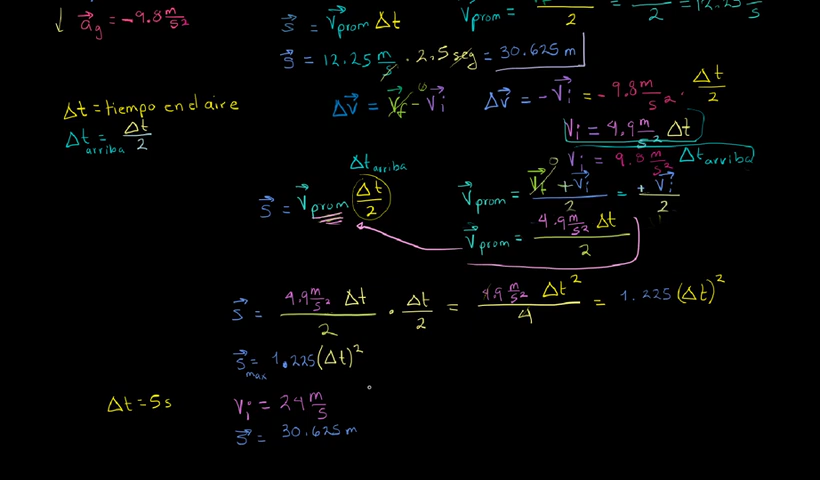 a_g = -9.8 m/s²
s = V_prom Δt
V_prom = 2 = 2 = 12.25 m/s
s = 12.25 m/s · 2.5 seg = 30.625 m
Δt = tiempo en el aire
Δt_arriba = Δt/2
Δv = V_f - V_i
Δv = -V_i = -9.8 m/s² · Δt/2
V_i = 4.9 m/s² Δt
V_i = 9.8 m/s² Δt_arriba
Δt_arriba
s = V_prom Δt/2
V_prom = (V_f + V_i)/2 = +V_i/2
V_prom = 4.9 m/s² Δt / 2
s = 4.9 m/s² Δt / 2 · Δt/2 = 4.9 m/s² Δt² / 4 = 1.225 (Δt)²
s_max = 1.225 (Δt)²
Δt = 5 s
V_i = 24 m/s
s = 30.625 m